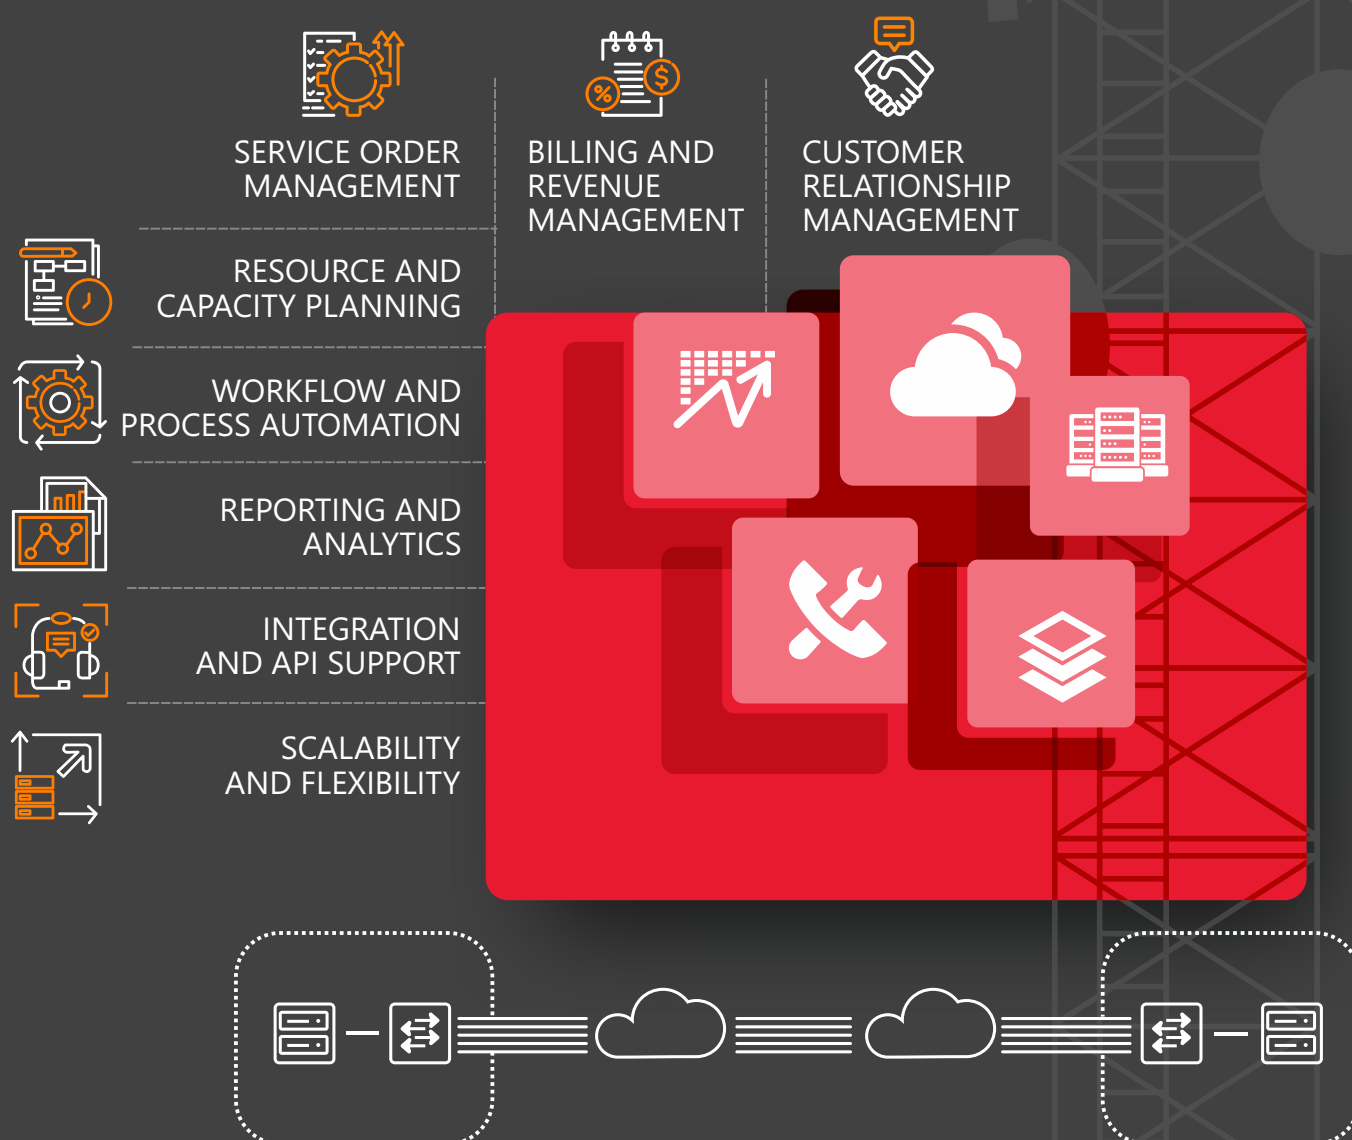 SERVICE ORDER
MANAGEMENT
BILLING AND
REVENUE
MANAGEMENT
CUSTOMER
RELATIONSHIP
MANAGEMENT
RESOURCE AND
CAPACITY PLANNING
WORKFLOW AND
PROCESS AUTOMATION
REPORTING AND
ANALYTICS
INTEGRATION
AND API SUPPORT
SCALABILITY
AND FLEXIBILITY